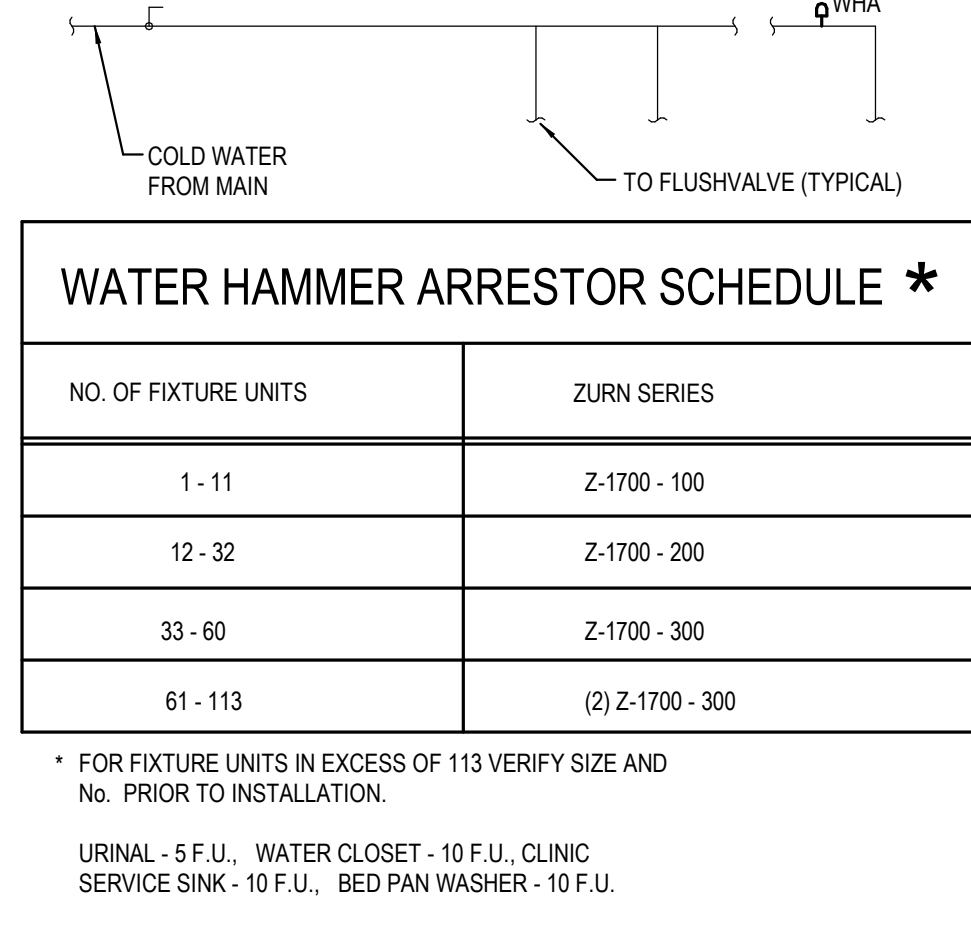 WHA
COLD WATER
FROM MAIN
TO FLUSHVALVE (TYPICAL)
WATER HAMMER ARRESTOR SCHEDULE *
NO. OF FIXTURE UNITS ZURN SERIES
1 - 11 Z-1700 - 100
12 - 32 Z-1700 - 200
33 - 60 Z-1700 - 300
61 - 113 (2) Z-1700 - 300
* FOR FIXTURE UNITS IN EXCESS OF 113 VERIFY SIZE AND
No. PRIOR TO INSTALLATION.
URINAL - 5 F.U., WATER CLOSET - 10 F.U., CLINIC
SERVICE SINK - 10 F.U., BED PAN WASHER - 10 F.U.